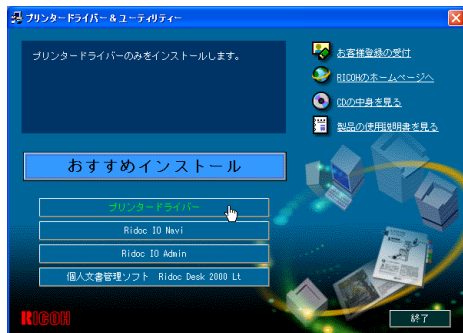 プリンタードライバー & ユーティリティー
プリンタードライバーのみをインストールします。
お客様登録の受付
RICOHのホームページへ
CDの中身を見る
製品の使用説明書を見る
おすすめインストール
プリンタードライバー
Ridoc IO Navi
Ridoc IO Admin
個人文書管理ソフト Ridoc Desk 2000 Lt
RICOH
終了